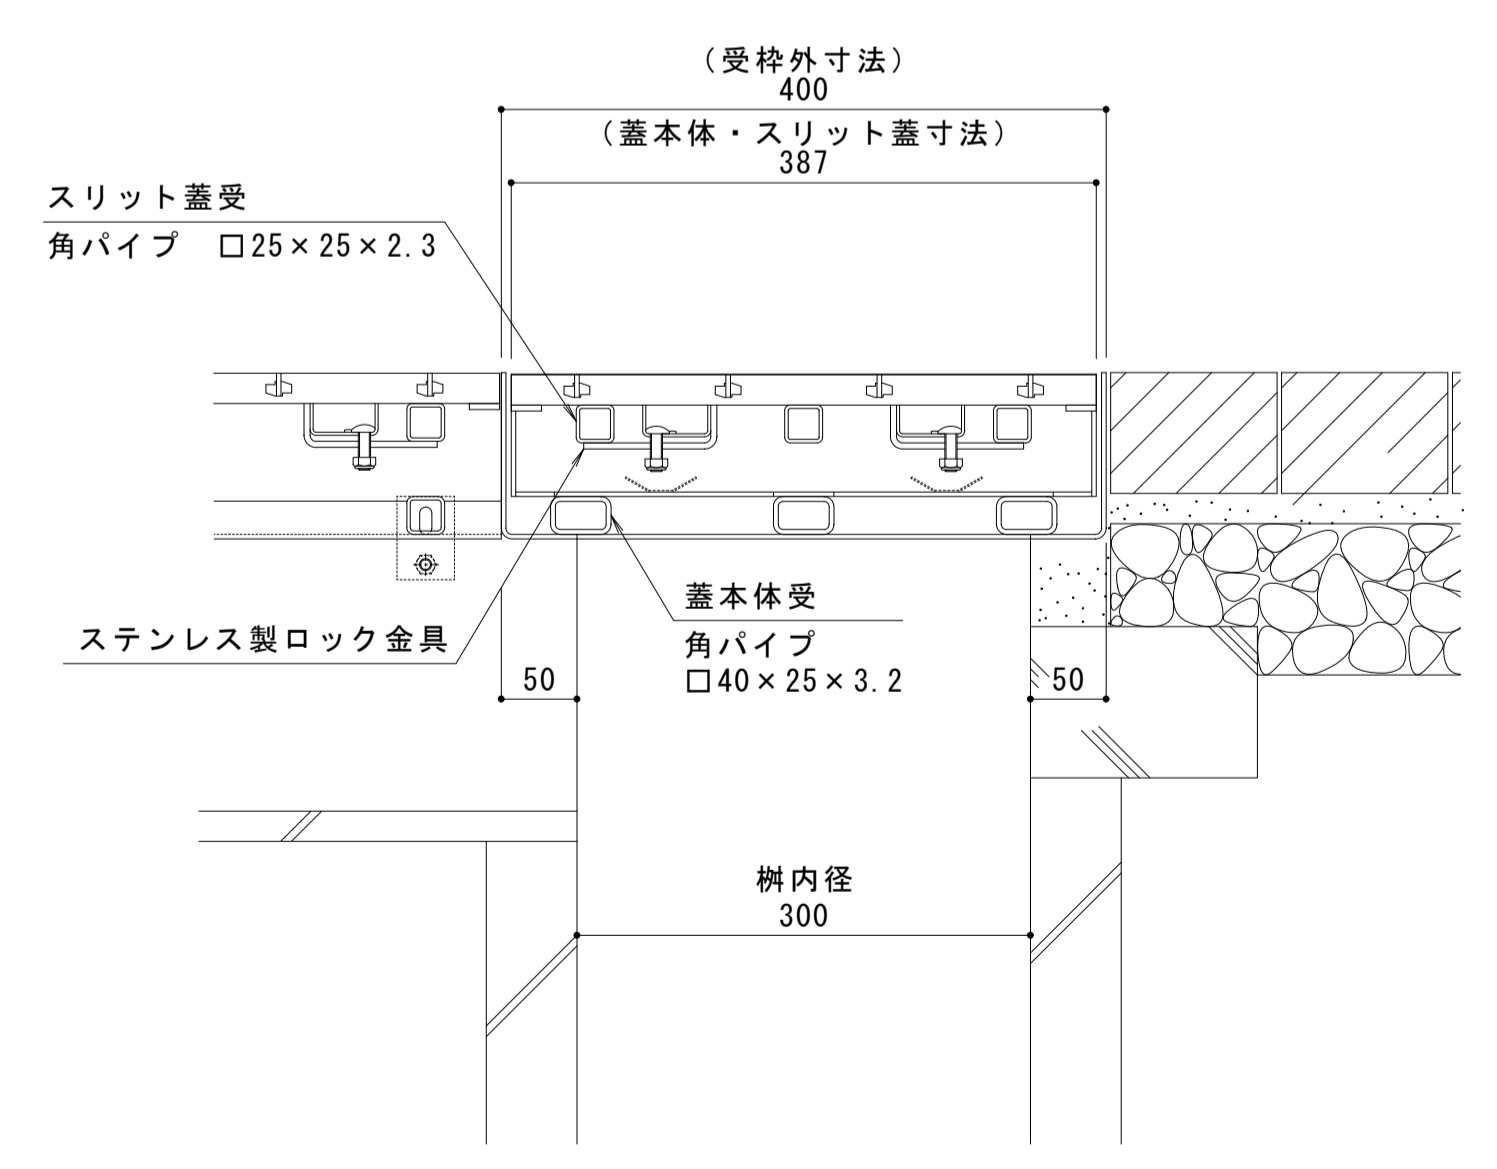 (受枠外寸法)
400
(蓋本体・スリット蓋寸法)
387
スリット蓋受
角パイプ □25×25×2.3
ステンレス製ロック金具
蓋本体受
角パイプ
□40×25×3.2
50
50
桝内径
300